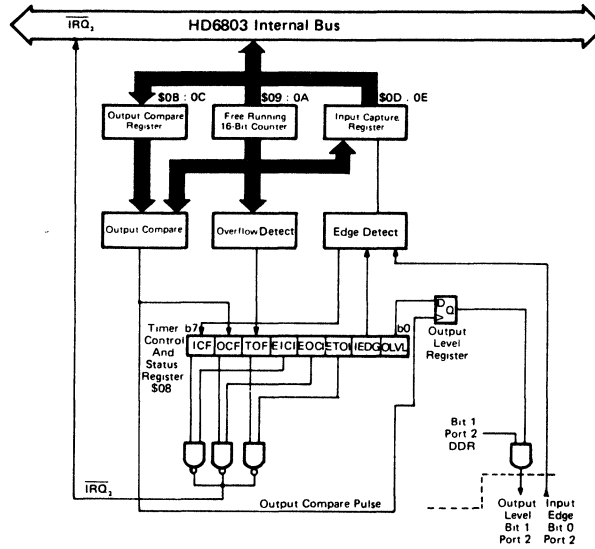 IRQ₂
HD6803 Internal Bus
$0B : 0C
$09 : 0A
$0D . 0E
Output Compare
Register
Free Running
16-Bit Counter
Input Capture
Register
Output Compare
Overflow Detect
Edge Detect
Timer
Control
And
Status
Register
$08
b7
b0
ICF
OCF
TOF
EICI
EOCI
ETOI
IEDG
OLVL
D
Q
Output
Level
Register
Bit 1
Port 2
DDR
IRQ₂
Output Compare Pulse
Output
Level
Bit 1
Port 2
Input
Edge
Bit 0
Port 2